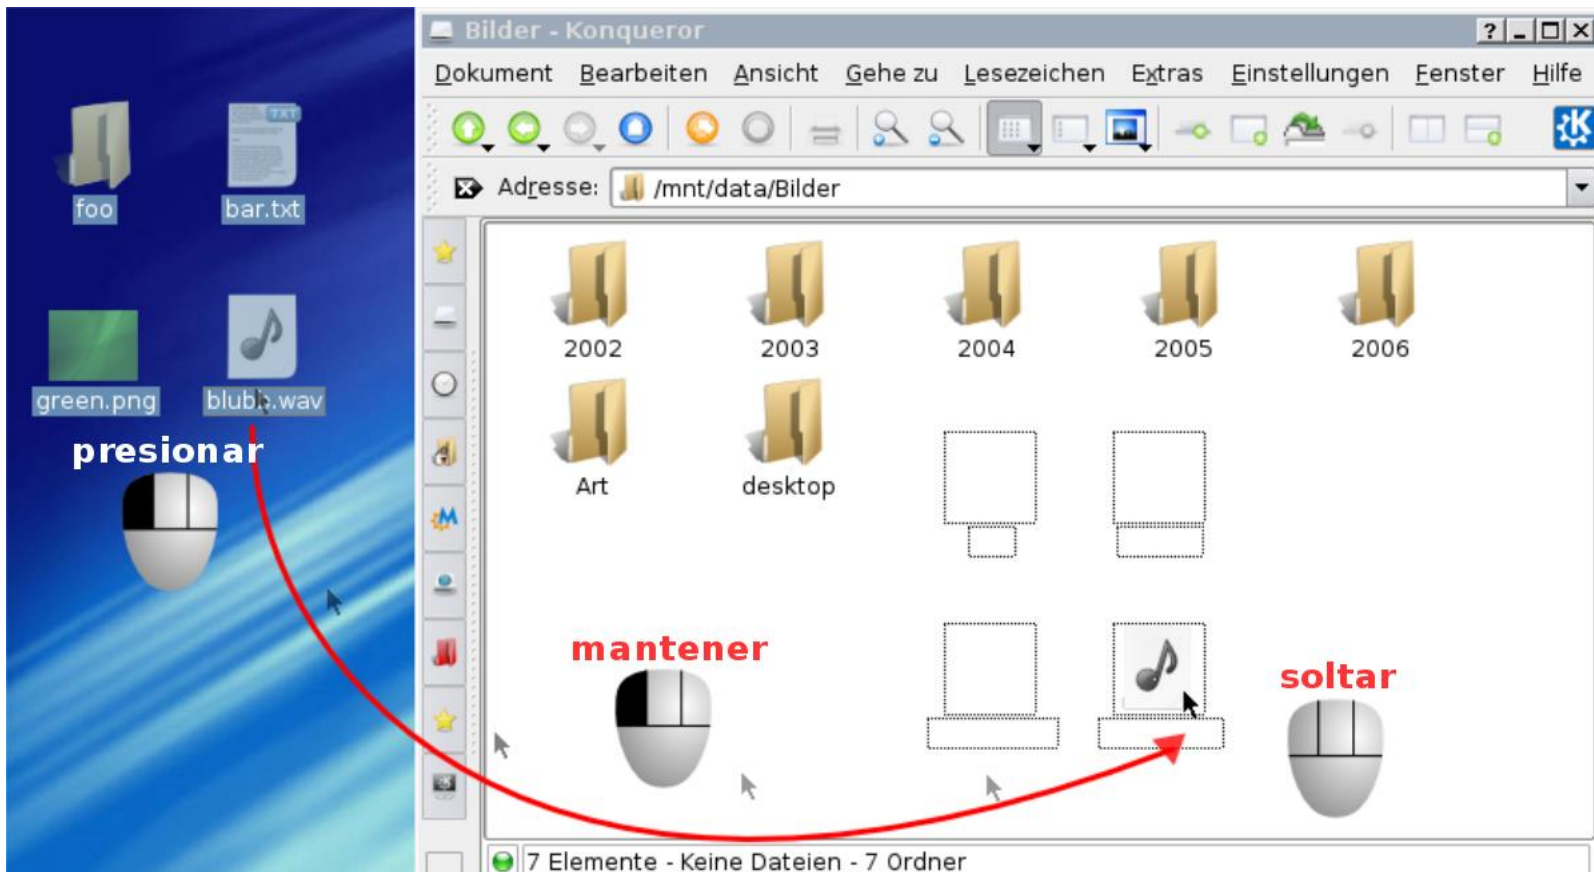 Bilder - Konqueror
Dokument Bearbeiten Ansicht Gehe zu Lesezeichen Extras Einstellungen Fenster Hilfe
Adresse: /mnt/data/Bilder
TXT
foo bar.txt
green.png
presionar
2002 2003 2004 2005 2006
Art desktop
mantener
soltar
7 Elemente - Keine Dateien - 7 Ordner